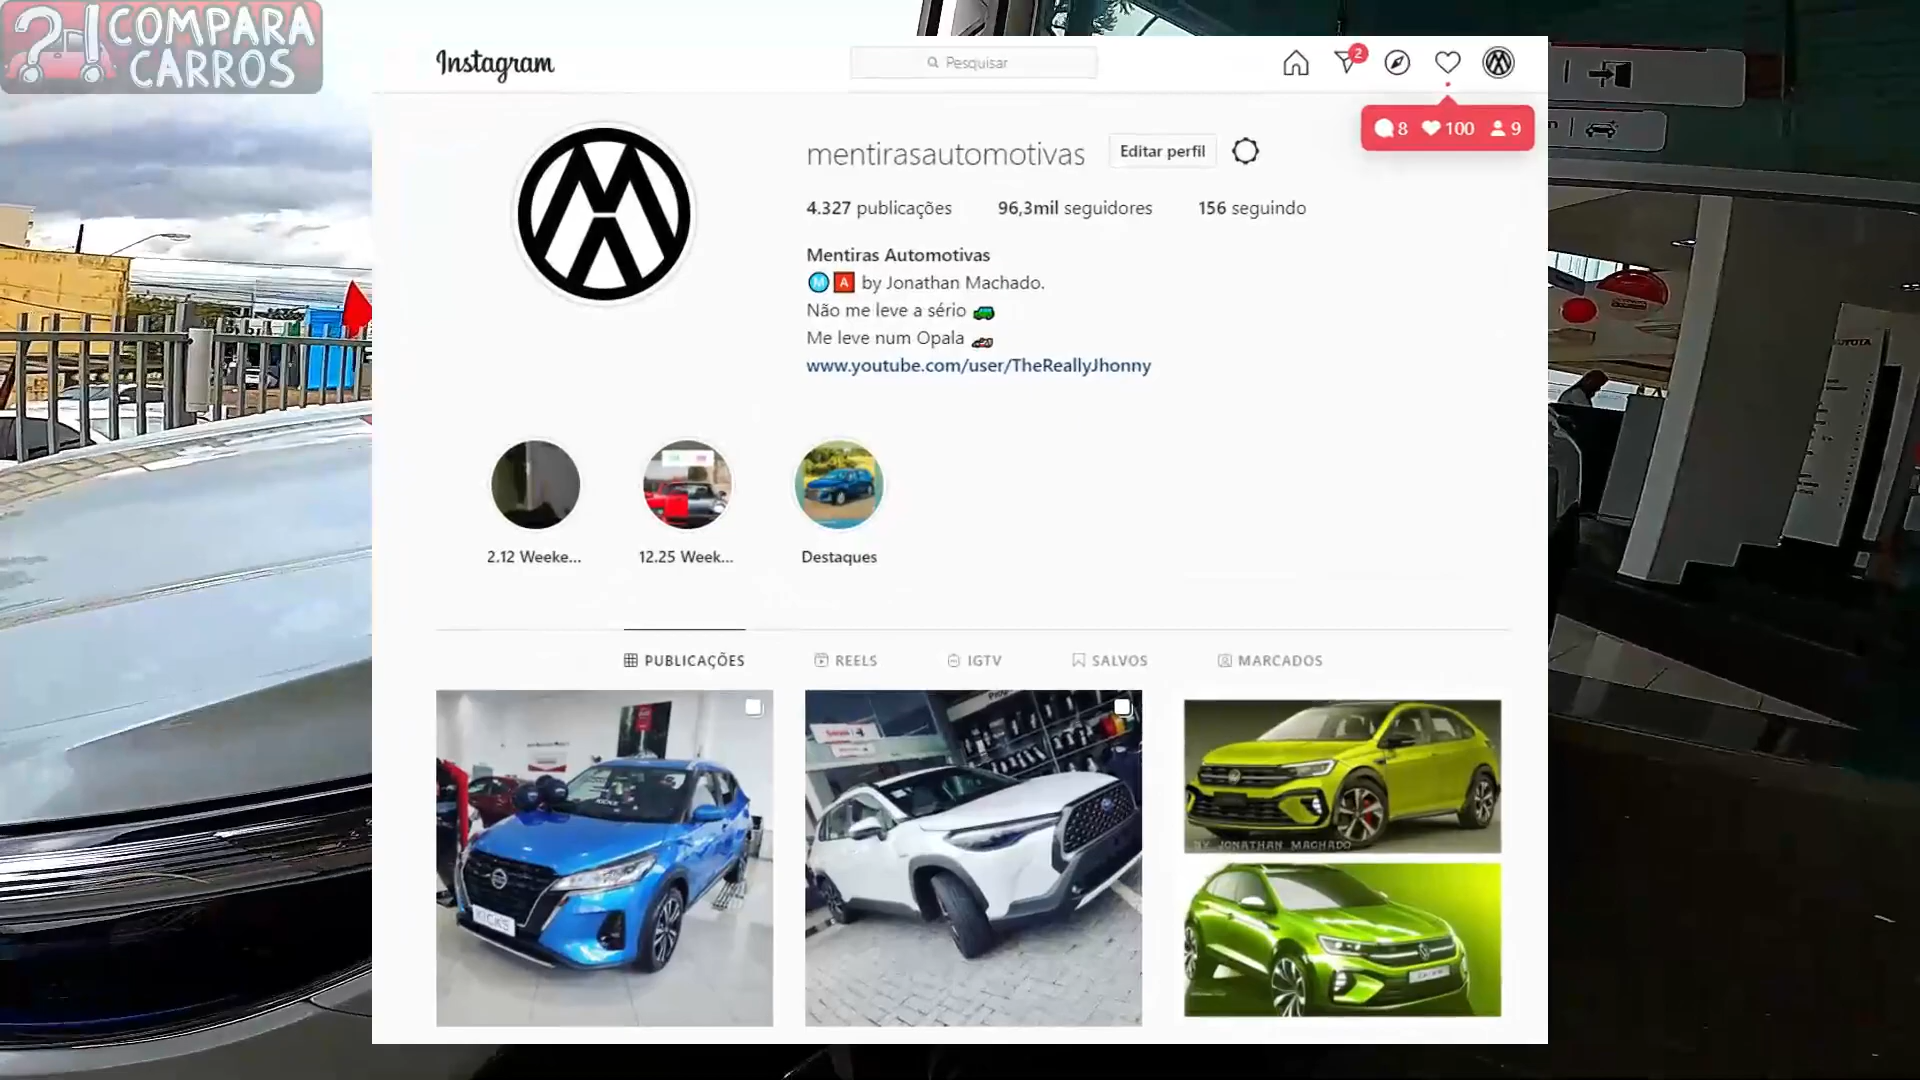 COMPARA
CARROS
Instagram
Pesquisar
2
8 100 9
mentirasautomotivas Editar perfil
4.327 publicações 96,3mil seguidores 156 seguindo
Mentiras Automotivas
M A by Jonathan Machado.
Não me leve a sério
Me leve num Opala
www.youtube.com/user/TheReallyJhonny
2.12 Weeke... 12.25 Week... Destaques
PUBLICAÇÕES REELS IGTV SALVOS MARCADOS
KICKS
BY JONATHAN MACHADO